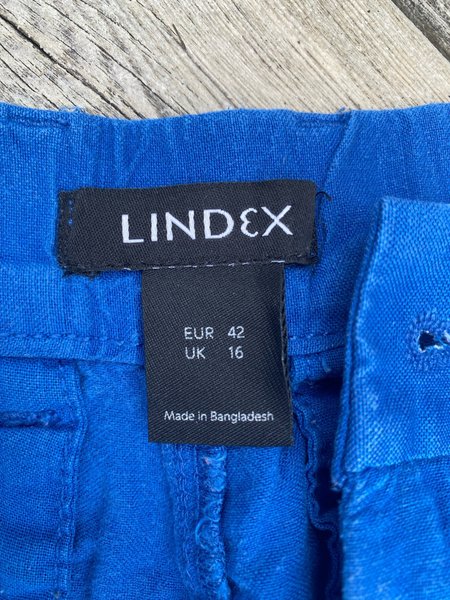 LINDEX
EUR 42
UK 16
Made in Bangladesh